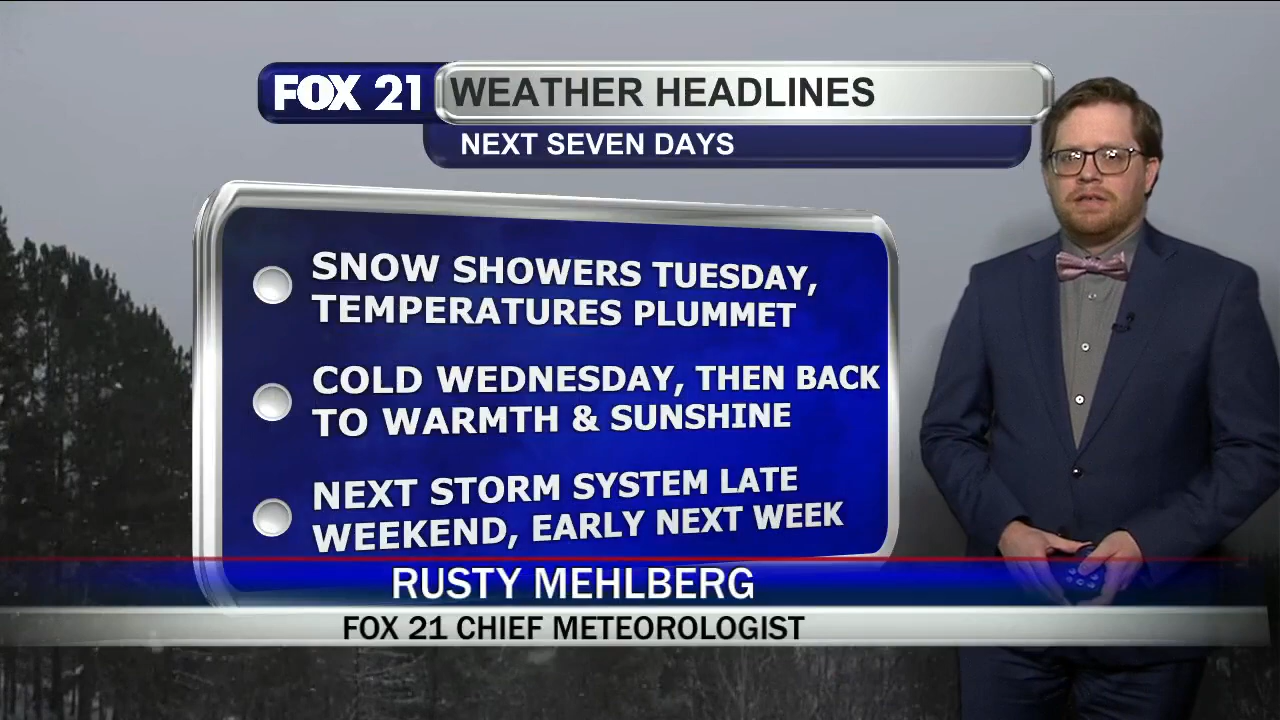 FOX 21 WEATHER HEADLINES
NEXT SEVEN DAYS
SNOW SHOWERS TUESDAY,
TEMPERATURES PLUMMET
COLD WEDNESDAY, THEN BACK
TO WARMTH & SUNSHINE
NEXT STORM SYSTEM LATE
WEEKEND, EARLY NEXT WEEK
RUSTY MEHLBERG
FOX 21 CHIEF METEOROLOGIST